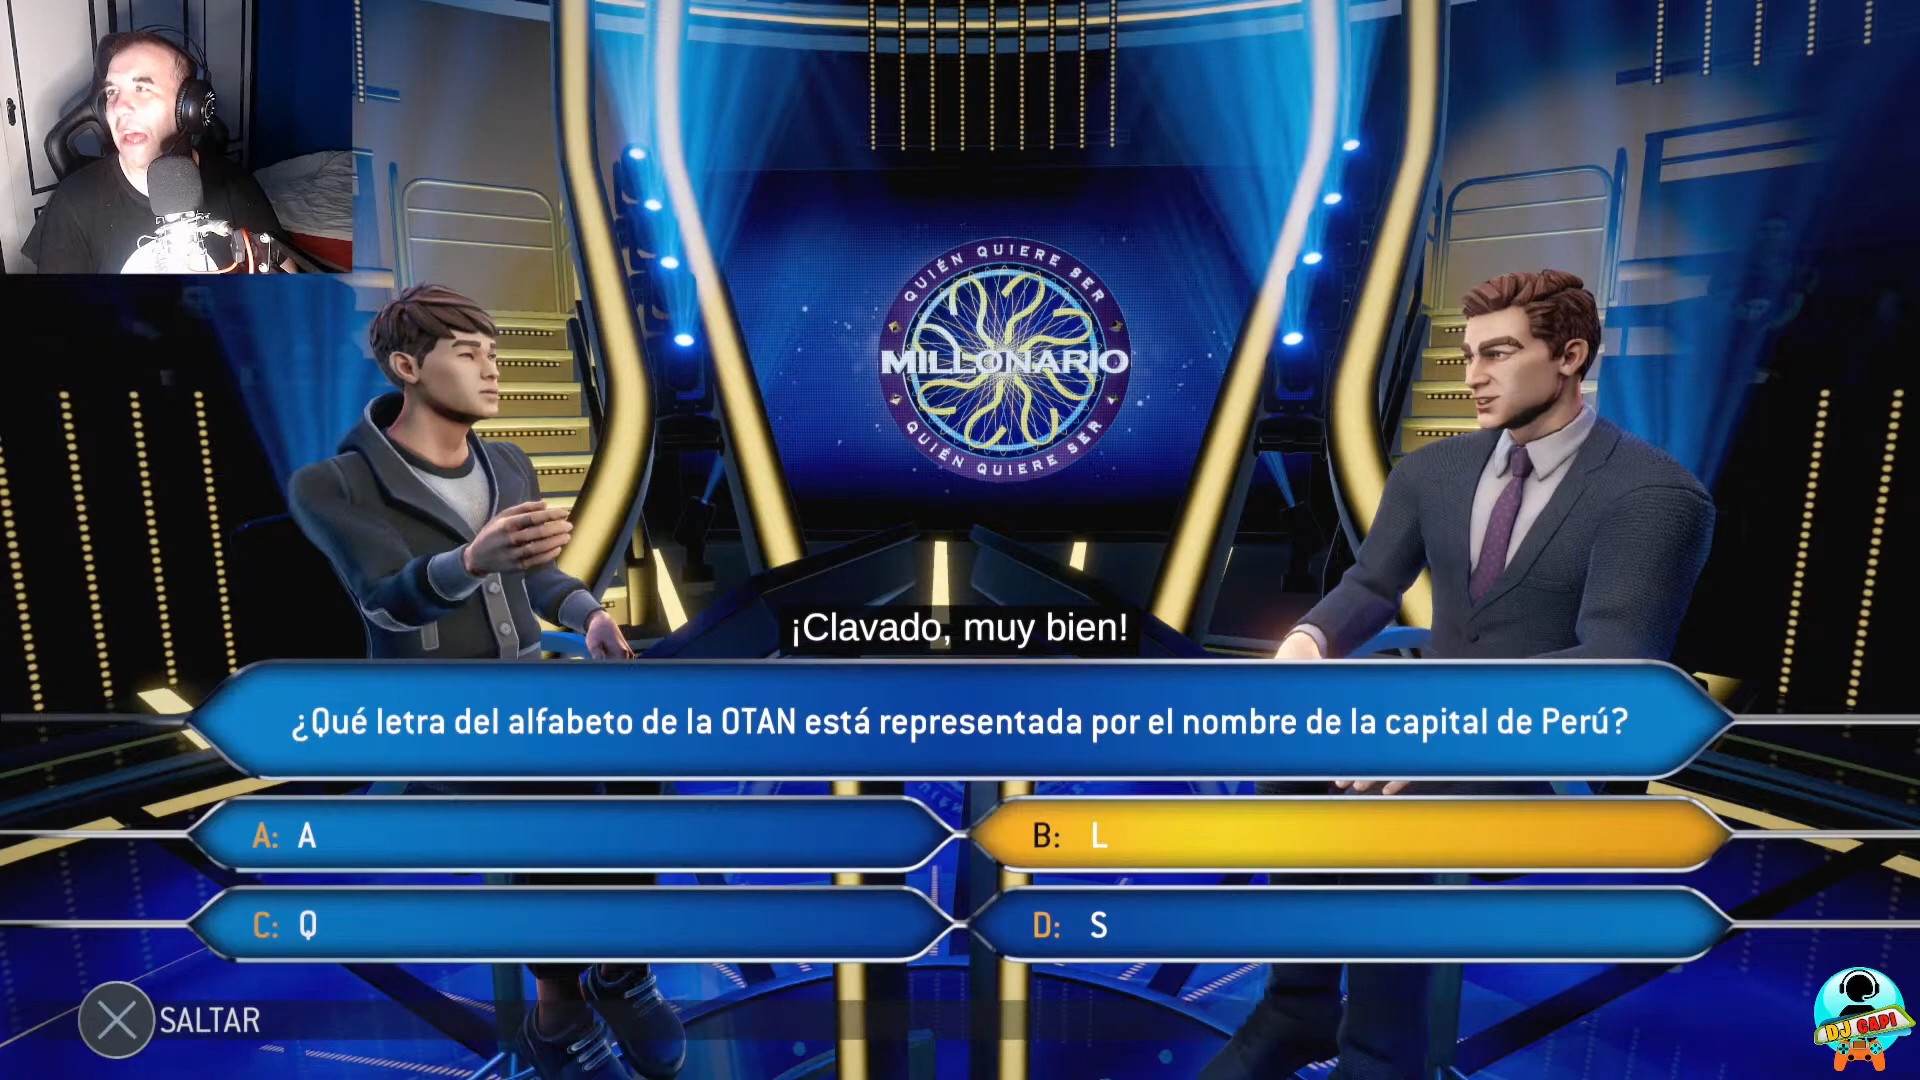 QUIÉN QUIERE SER
MILLONARIO
QUIÉN QUIERE SER
¡Clavado, muy bien!
¿Qué letra del alfabeto de la OTAN está representada por el nombre de la capital de Perú?
A: A
B: L
C: Q
D: S
SALTAR
DJ CAPI